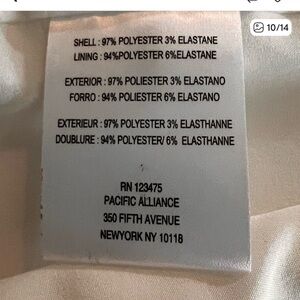 10/14
SHELL : 97% POLYESTER 3% ELASTANE
LINING : 94%POLYESTER 6%ELASTANE
EXTERIOR : 97% POLIESTER 3% ELASTANO
FORRO : 94% POLIESTER 6% ELASTANO
EXTERIEUR : 97% POLYESTER 3% ELASTHANNE
DOUBLURE : 94% POLYESTER/ 6% ELASTHANNE
RN 123475
PACIFIC ALLIANCE
350 FIFTH AVENUE
NEWYORK NY 10118